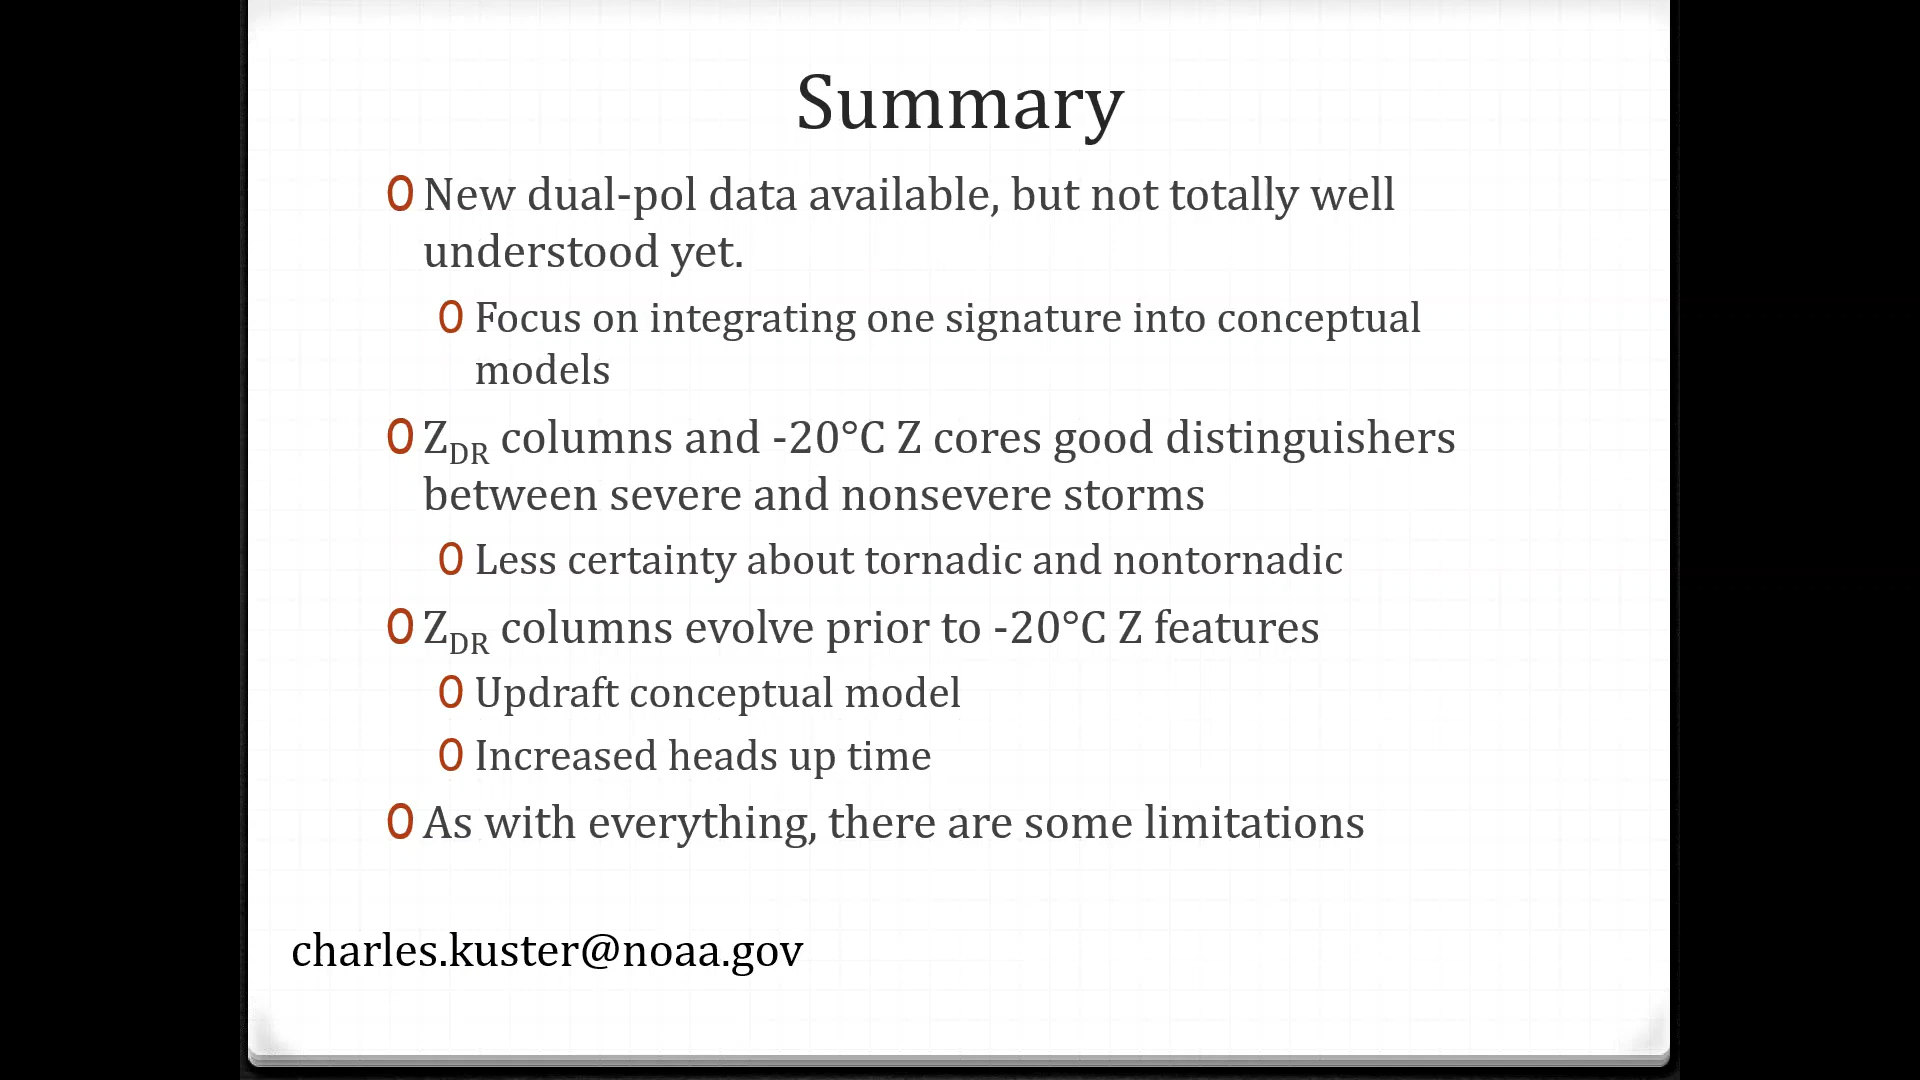 Summary
New dual-pol data available, but not totally well
understood yet.
Focus on integrating one signature into conceptual
models
ZDR columns and -20°C Z cores good distinguishers
between severe and nonsevere storms
Less certainty about tornadic and nontornadic
ZDR columns evolve prior to -20°C Z features
Updraft conceptual model
Increased heads up time
As with everything, there are some limitations
charles.kuster@noaa.gov